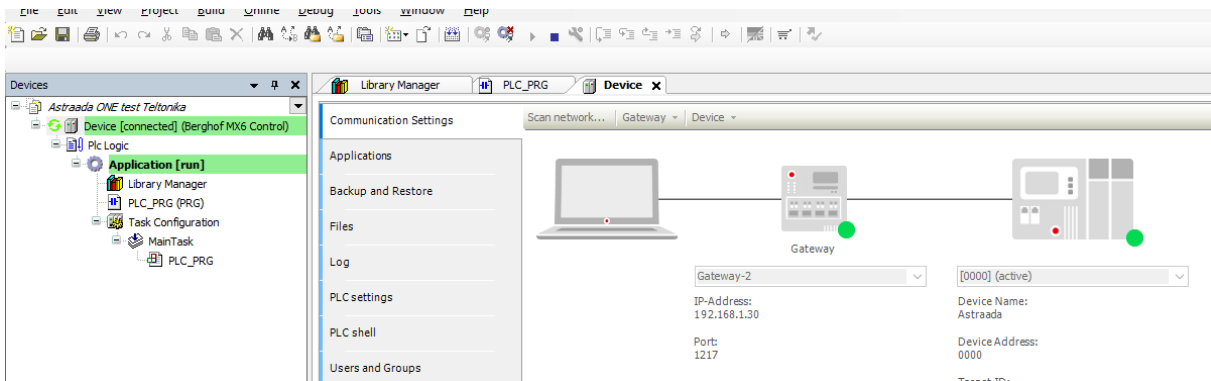 File Edit View Project Build Online Debug Tools Window Help
Devices
Library Manager
PLC_PRG
Device
Astraada ONE test Teltonika
Device [connected] (Berghof MX6 Control)
Plc Logic
Application [run]
Library Manager
PLC_PRG (PRG)
Task Configuration
MainTask
PLC_PRG
Communication Settings
Applications
Backup and Restore
Files
Log
PLC settings
PLC shell
Users and Groups
Scan network... Gateway Device
Gateway
Gateway-2
IP-Address:
192.168.1.30
Port:
1217
[0000] (active)
Device Name:
Astraada
Device Address:
0000
Target ID: